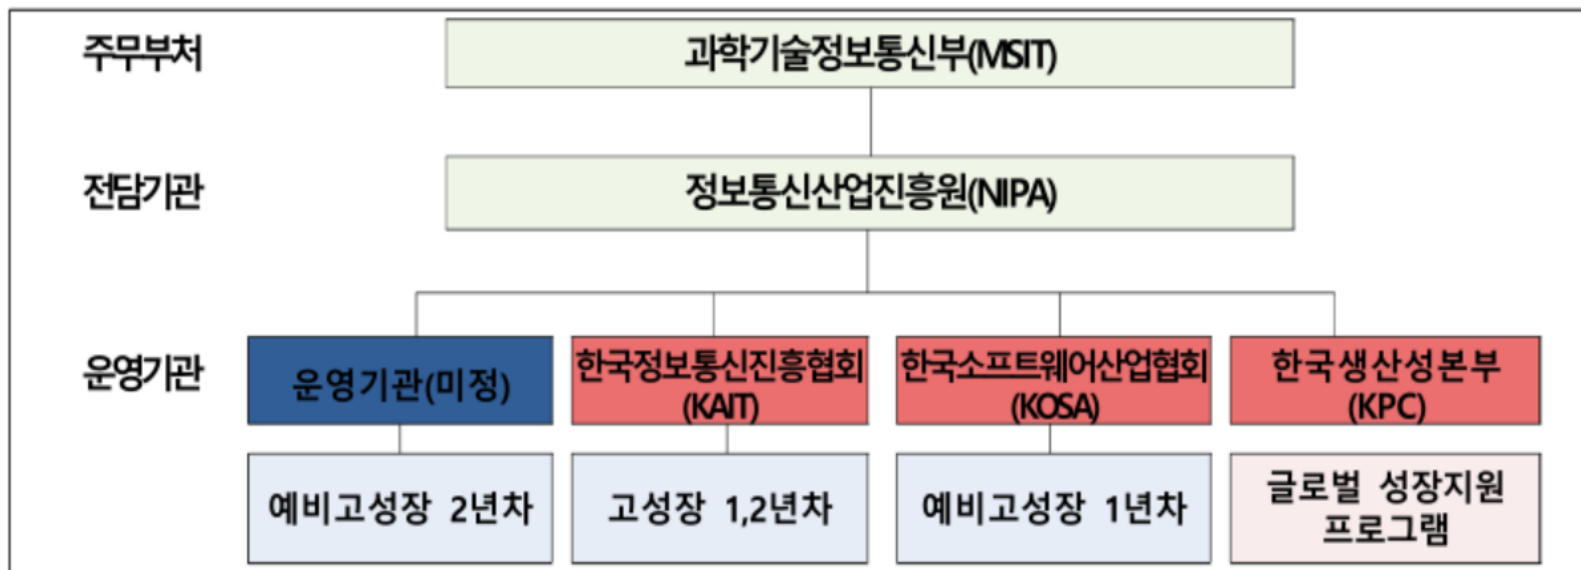 주무부처
과학기술정보통신부(MSIT)
전담기관
정보통신산업진흥원(NIPA)
운영기관
운영기관(미정)
한국정보통신진흥협회
(KAIT)
한국소프트웨어산업협회
(KOSA)
한국생산성본부
(KPC)
예비고성장 2년차
고성장 1,2년차
예비고성장 1년차
글로벌 성장지원
프로그램